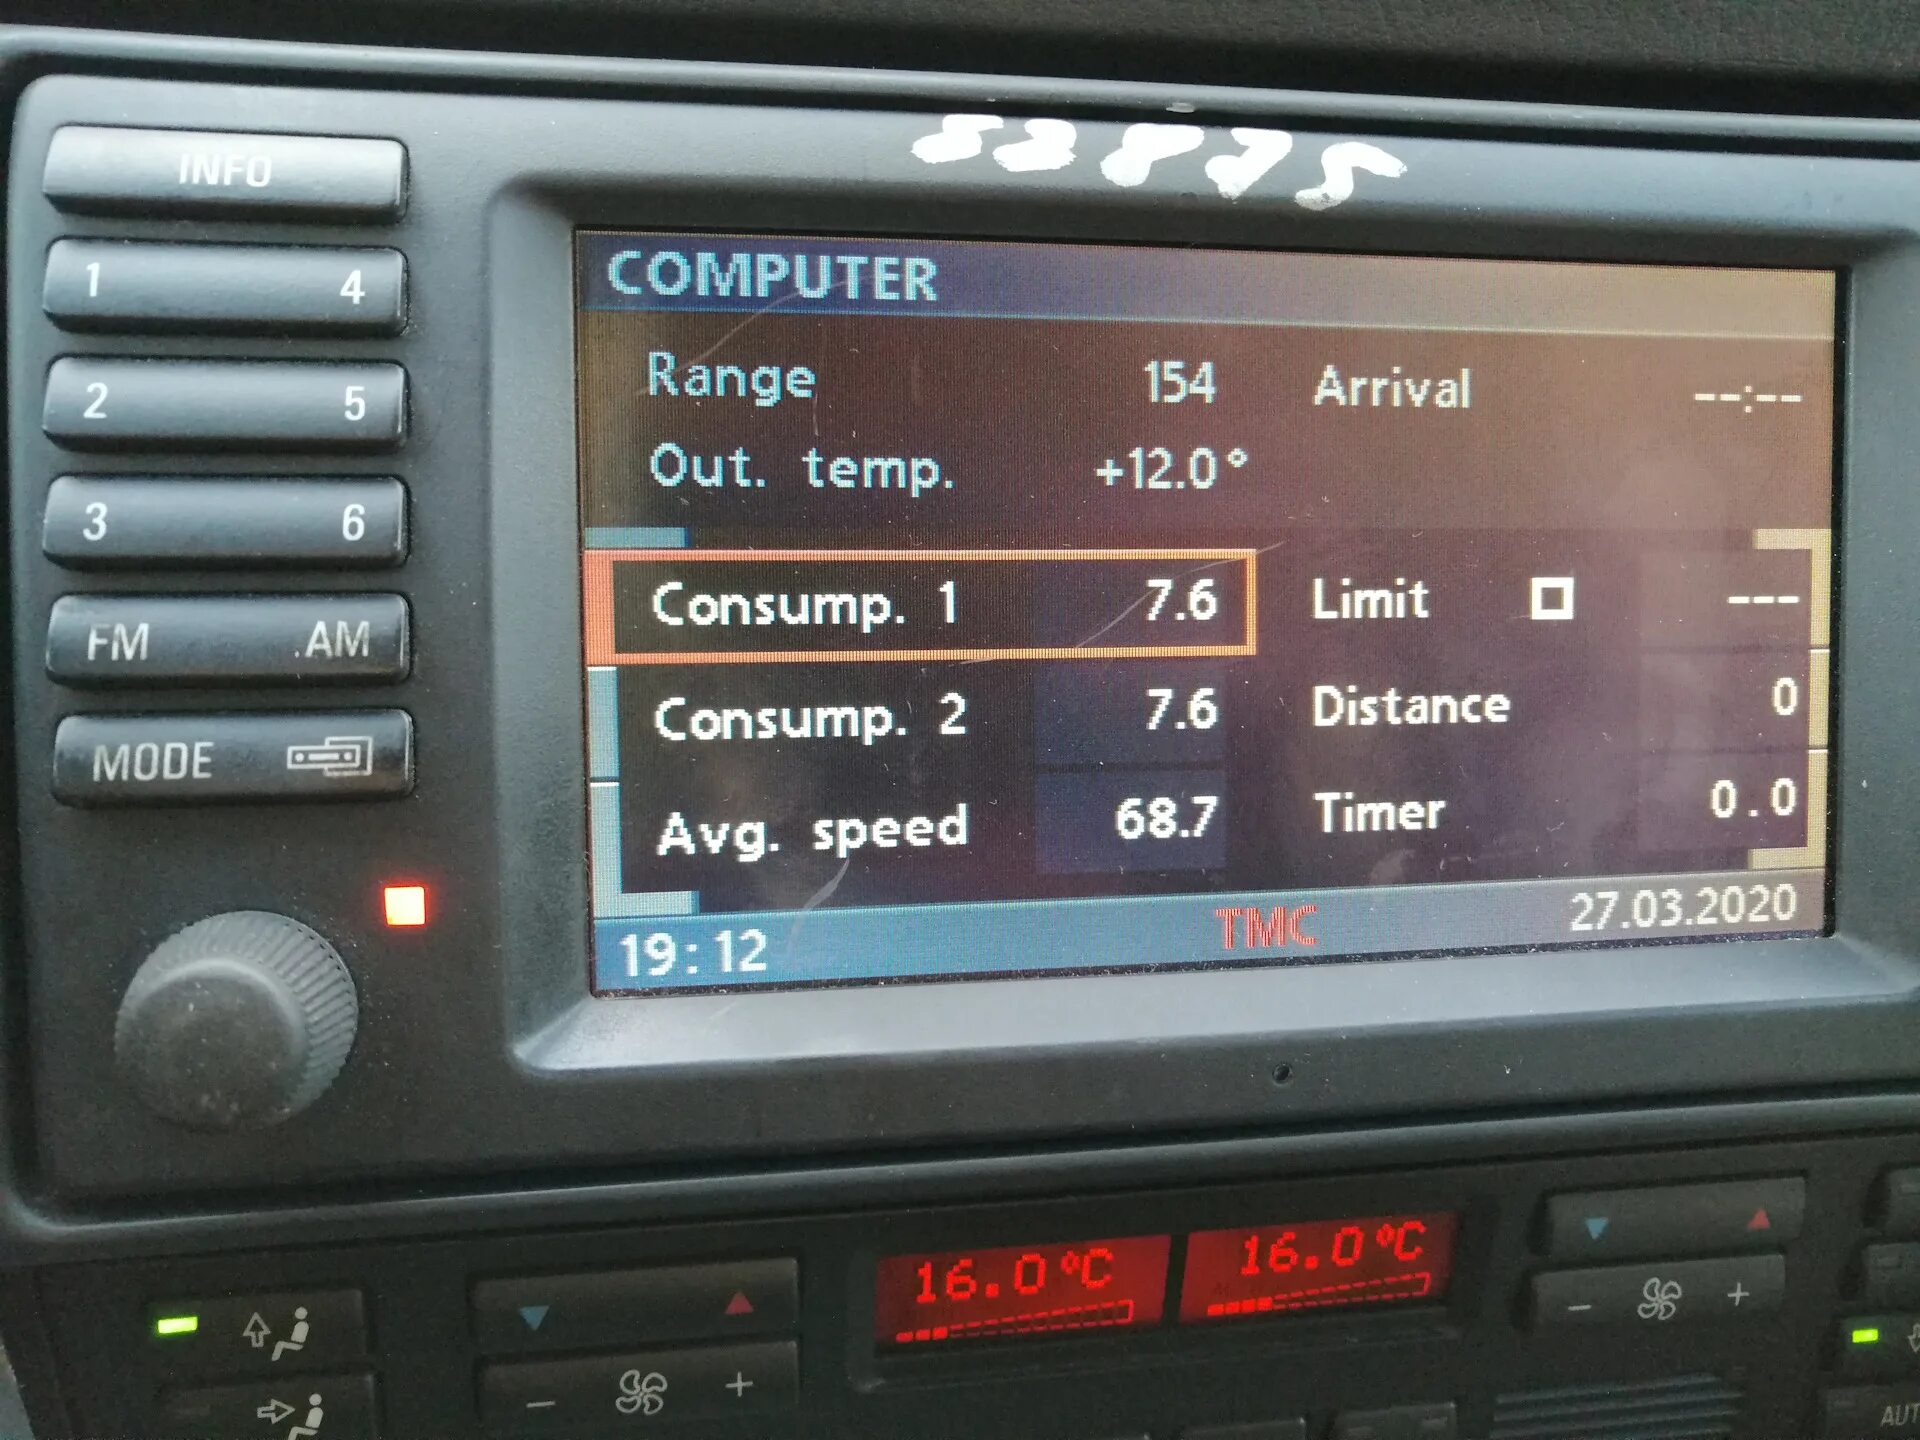 53875
INFO
1 4
2 5
3 6
FM AM
MODE
COMPUTER
Range 154 Arrival --:--
Out. temp. +12.0°
Consump. 1 7.6 Limit ---
Consump. 2 7.6 Distance 0
Avg. speed 68.7 Timer 0.0
19:12 TMC 27.03.2020
16.0°C 16.0°C
- + - +